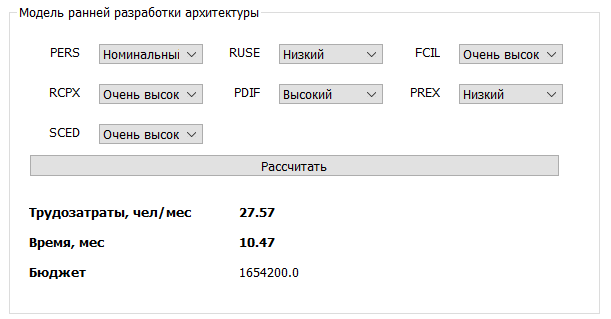 Модель ранней разработки архитектуры
PERS Номинальны RUSE Низкий FCIL Очень высок
RCPX Очень высок PDIF Высокий PREX Низкий
SCED Очень высок
Рассчитать
Трудозатраты, чел/мес 27.57
Время, мес 10.47
Бюджет 1654200.0